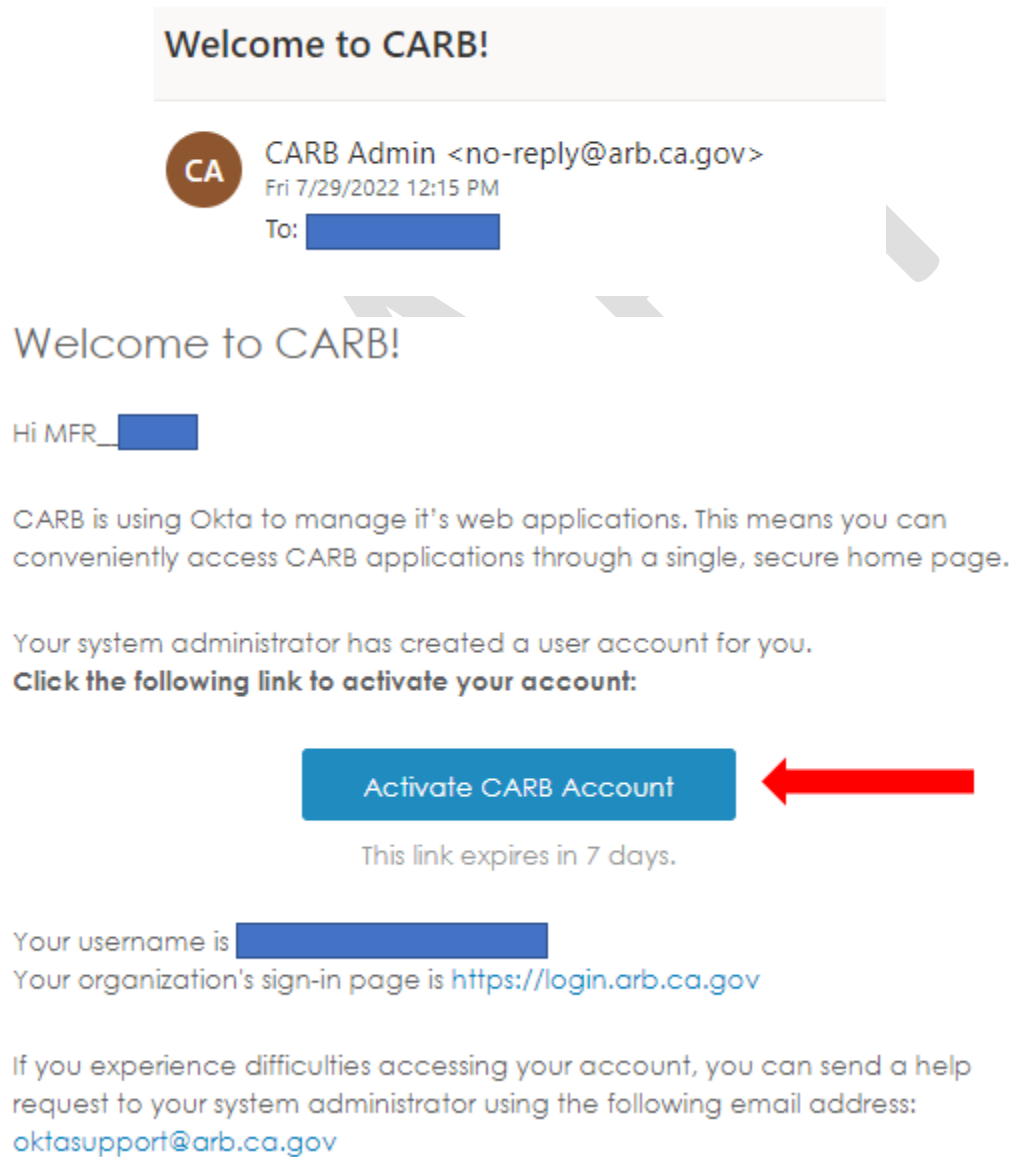 Welcome to CARB!
CA
CARB Admin <no-reply@arb.ca.gov>
Fri 7/29/2022 12:15 PM
To:
Welcome to CARB!
Hi MFR_
CARB is using Okta to manage it's web applications. This means you can
conveniently access CARB applications through a single, secure home page.
Your system administrator has created a user account for you.
Click the following link to activate your account:
Activate CARB Account
This link expires in 7 days.
Your username is
Your organization's sign-in page is https://login.arb.ca.gov
If you experience difficulties accessing your account, you can send a help
request to your system administrator using the following email address:
oktasupport@arb.ca.gov